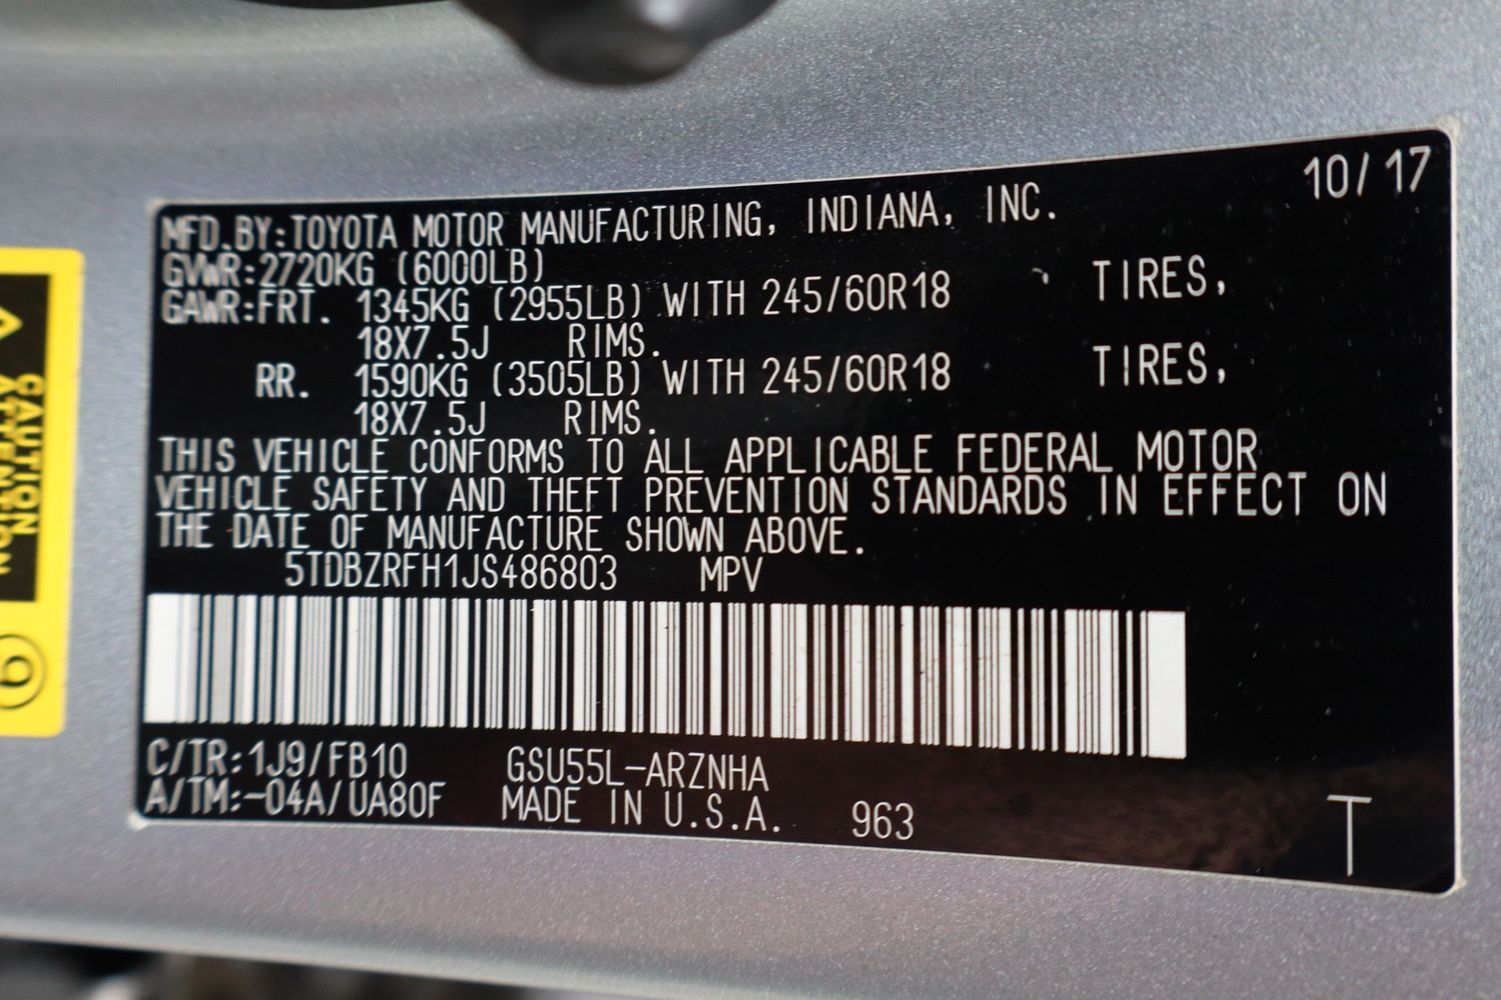 10/17
MFD.BY:TOYOTA MOTOR MANUFACTURING, INDIANA, INC.
GVWR:2720KG (6000LB)
GAWR:FRT. 1345KG (2955LB) WITH 245/60R18 TIRES,
18X7.5J RIMS.
RR. 1590KG (3505LB) WITH 245/60R18 TIRES,
18X7.5J RIMS.
THIS VEHICLE CONFORMS TO ALL APPLICABLE FEDERAL MOTOR
VEHICLE SAFETY AND THEFT PREVENTION STANDARDS IN EFFECT ON
THE DATE OF MANUFACTURE SHOWN ABOVE.
5TDBZRFH1JS486803 MPV
C/TR:1J9/FB10 GSU55L-ARZNHA
A/TM:-04A/UA80F MADE IN U.S.A. 963
T
CAUTION
ATTENTION
9